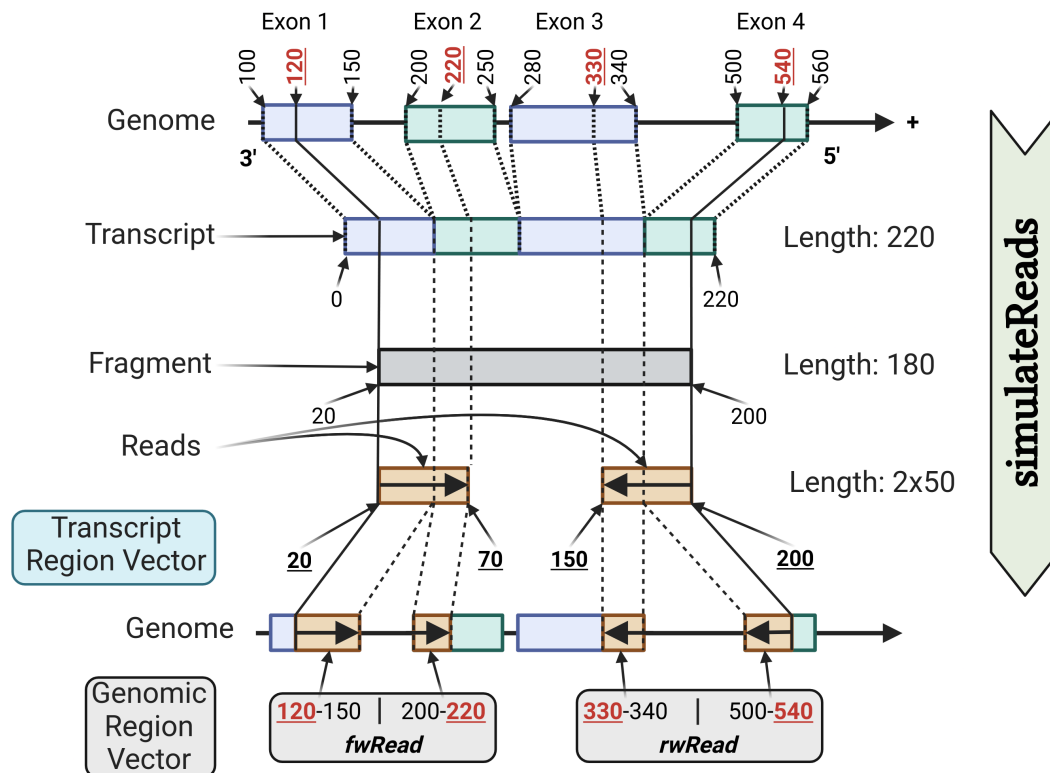 Exon 1
Exon 2
Exon 3
Exon 4
100
120
150
200
220
250
280
330
340
500
540
560
Genome
+
3'
5'
Transcript
Length: 220
0
220
Fragment
Length: 180
20
200
Reads
Length: 2x50
Transcript
Region Vector
20
70
150
200
Genome
Genomic
Region
Vector
120-150 | 200-220
fwRead
330-340 | 500-540
rwRead
simulateReads